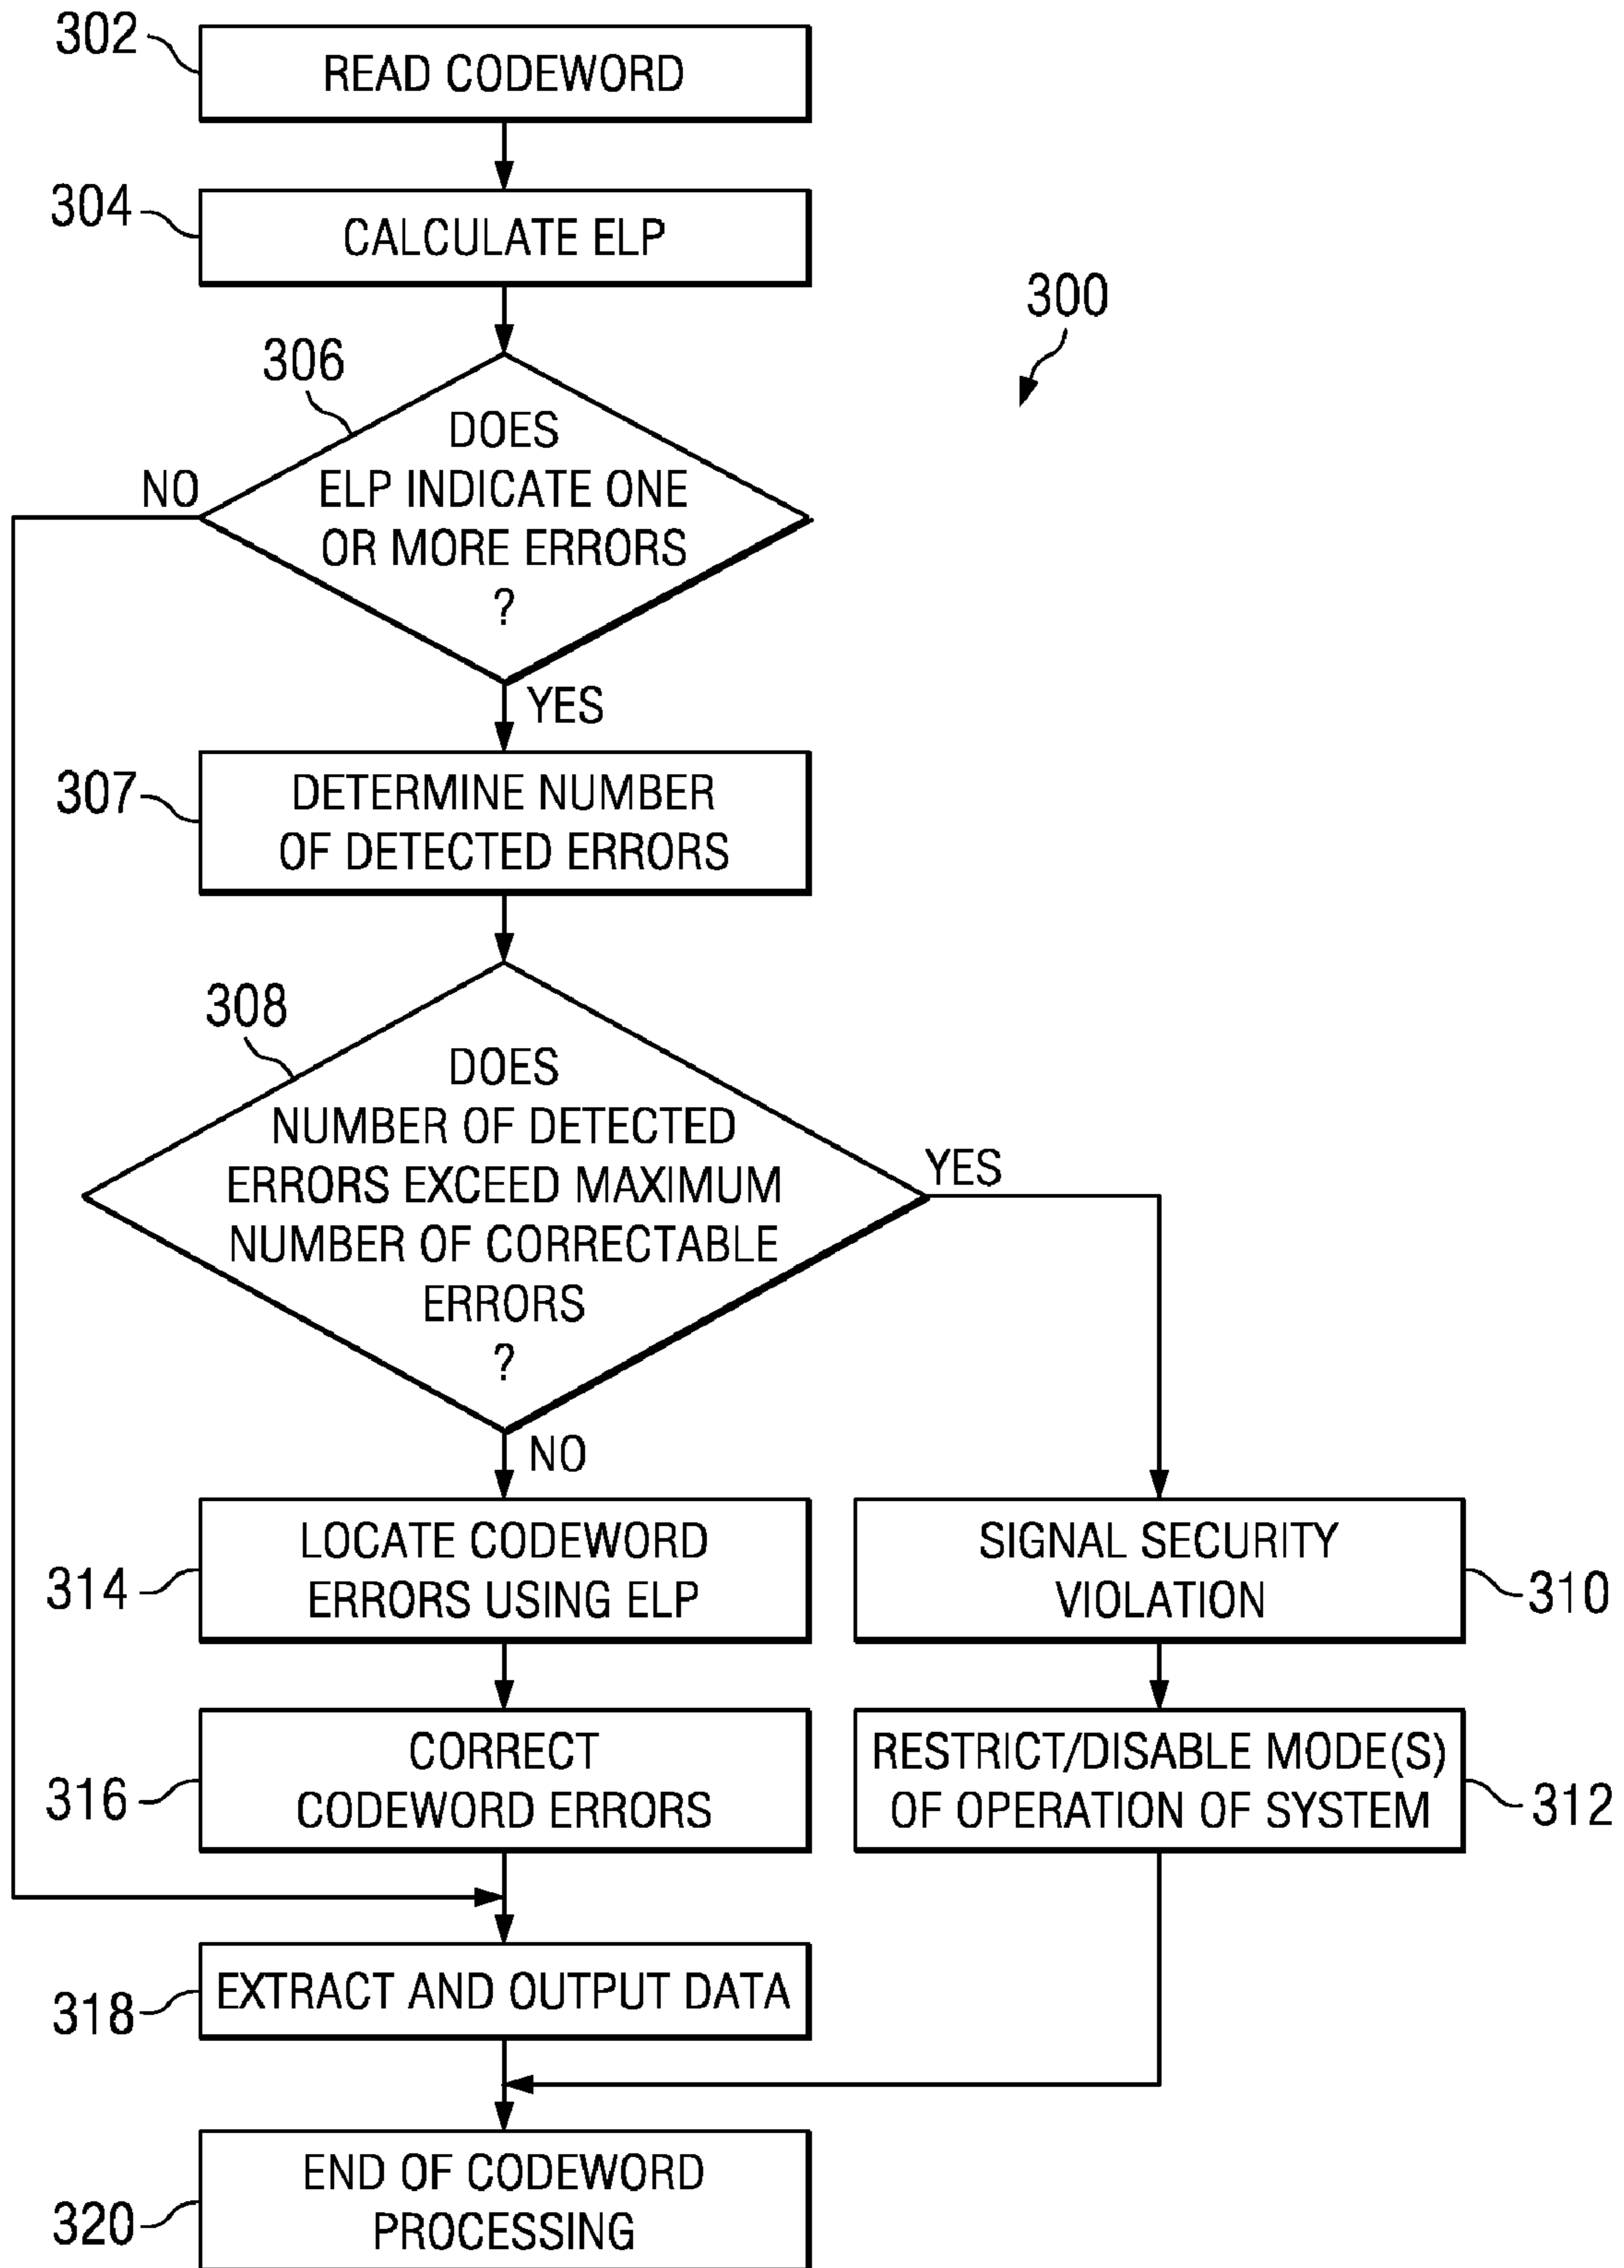 302
READ CODEWORD
304
CALCULATE ELP
300
306
DOES
ELP INDICATE ONE
OR MORE ERRORS
?
NO
YES
307
DETERMINE NUMBER
OF DETECTED ERRORS
308
DOES
NUMBER OF DETECTED
ERRORS EXCEED MAXIMUM
NUMBER OF CORRECTABLE
ERRORS
?
YES
NO
314
LOCATE CODEWORD
ERRORS USING ELP
SIGNAL SECURITY
VIOLATION
310
316
CORRECT
CODEWORD ERRORS
RESTRICT/DISABLE MODE(S)
OF OPERATION OF SYSTEM
312
318
EXTRACT AND OUTPUT DATA
320
END OF CODEWORD
PROCESSING